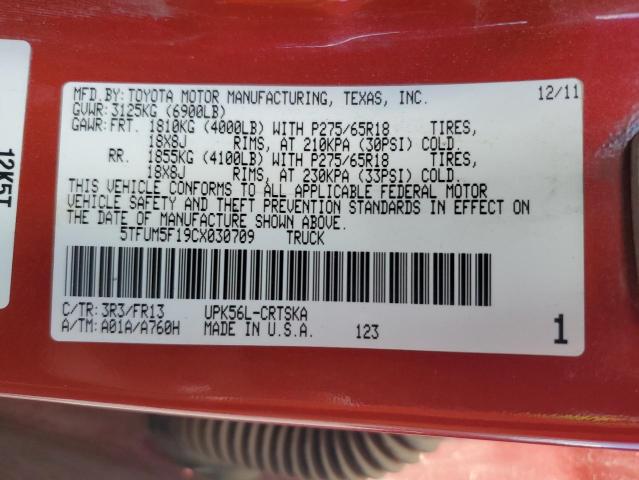 12K5T
MFD.BY:TOYOTA MOTOR MANUFACTURING, TEXAS, INC. 12/11
GVWR:3125KG (6900LB)
GAWR:FRT. 1810KG (4000LB) WITH P275/65R18 TIRES,
18X8J RIMS, AT 210KPA (30PSI) COLD.
RR. 1855KG (4100LB) WITH P275/65R18 TIRES,
18X8J RIMS, AT 230KPA (33PSI) COLD.
THIS VEHICLE CONFORMS TO ALL APPLICABLE FEDERAL MOTOR
VEHICLE SAFETY AND THEFT PREVENTION STANDARDS IN EFFECT ON
THE DATE OF MANUFACTURE SHOWN ABOVE.
5TFUM5F19CX030709 TRUCK
C/TR:3R3/FR13 UPK56L-CRTSKA
A/TM:A01A/A760H MADE IN U.S.A. 123 1